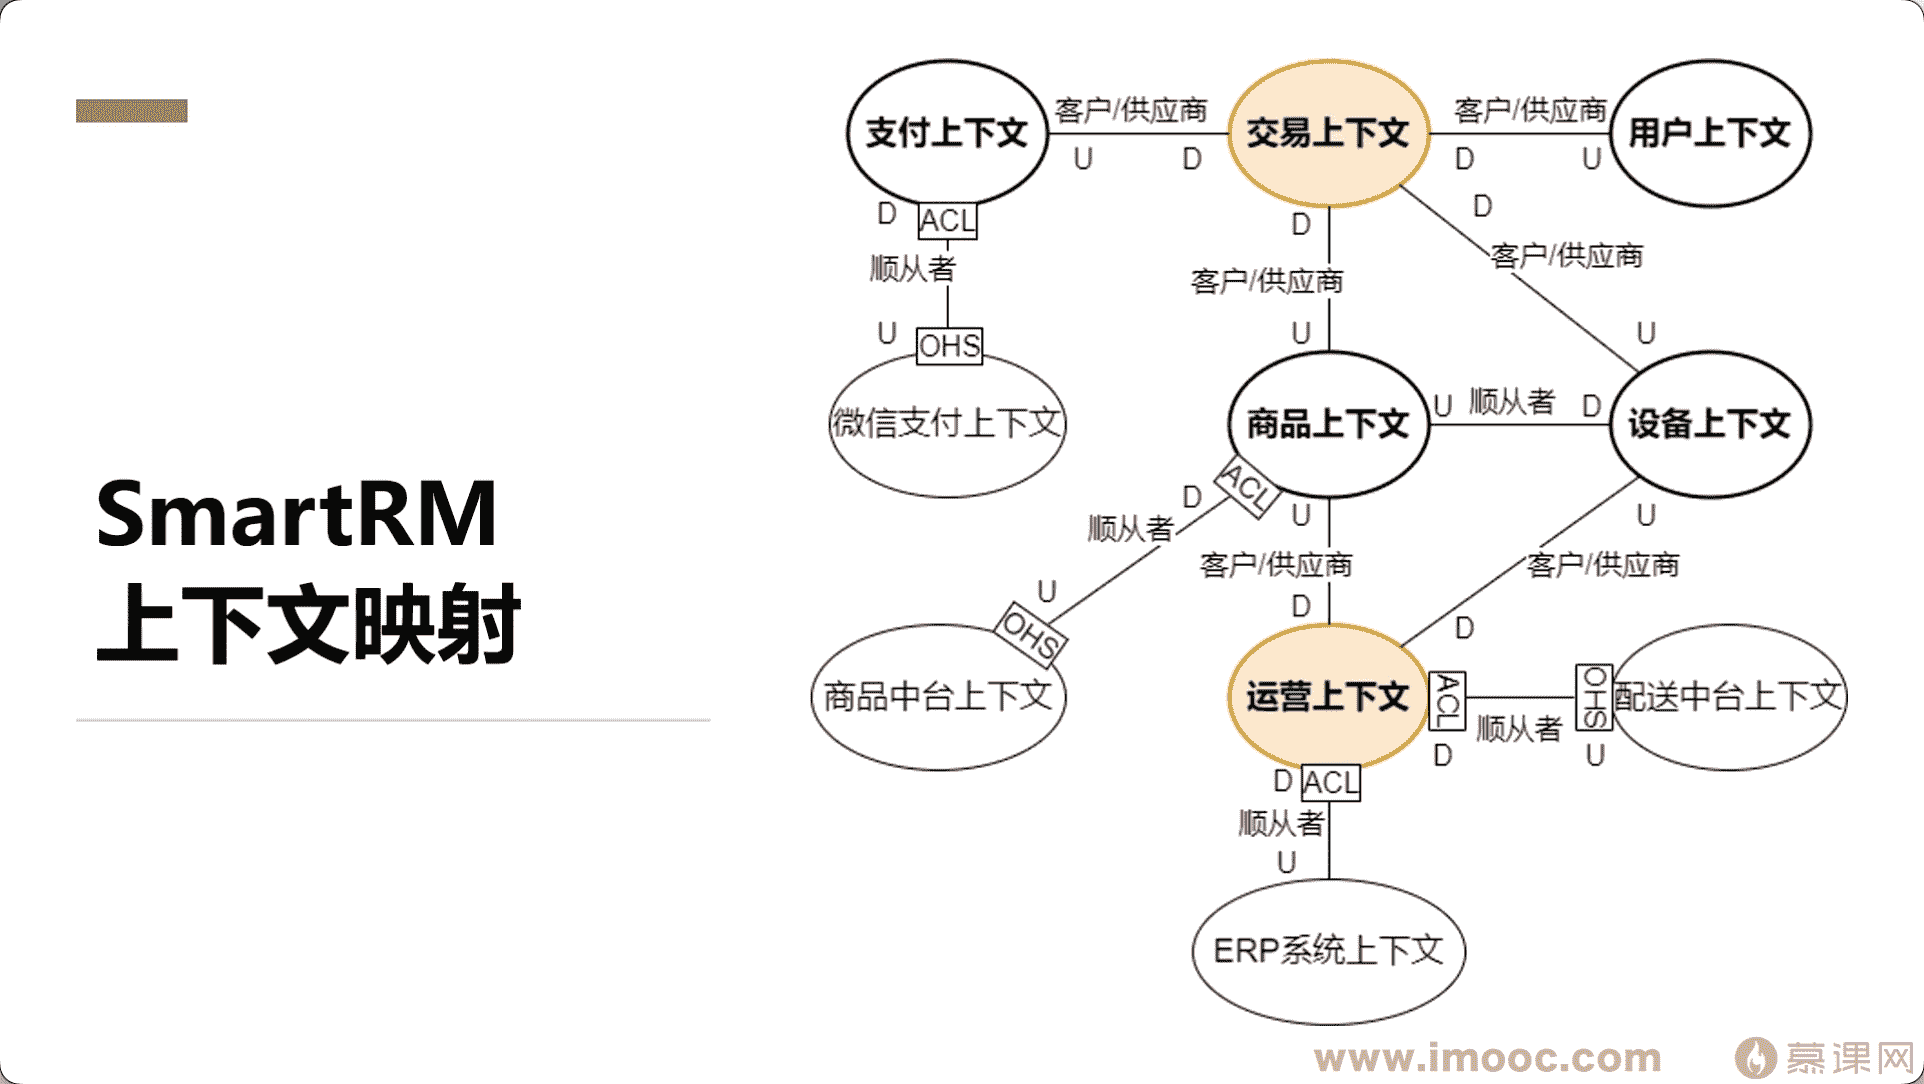 SmartRM
上下文映射
支付上下文
客户/供应商
U
D
交易上下文
客户/供应商
D
U
用户上下文
D
ACL
顺从者
U
OHS
微信支付上下文
D
客户/供应商
U
D
客户/供应商
U
商品上下文
U
顺从者
D
设备上下文
ACL
D
顺从者
U
OHS
商品中台上下文
U
客户/供应商
D
U
客户/供应商
D
运营上下文
ACL
D
顺从者
OHS
U
配送中台上下文
D
ACL
顺从者
U
ERP系统上下文
www.imooc.com
慕课网